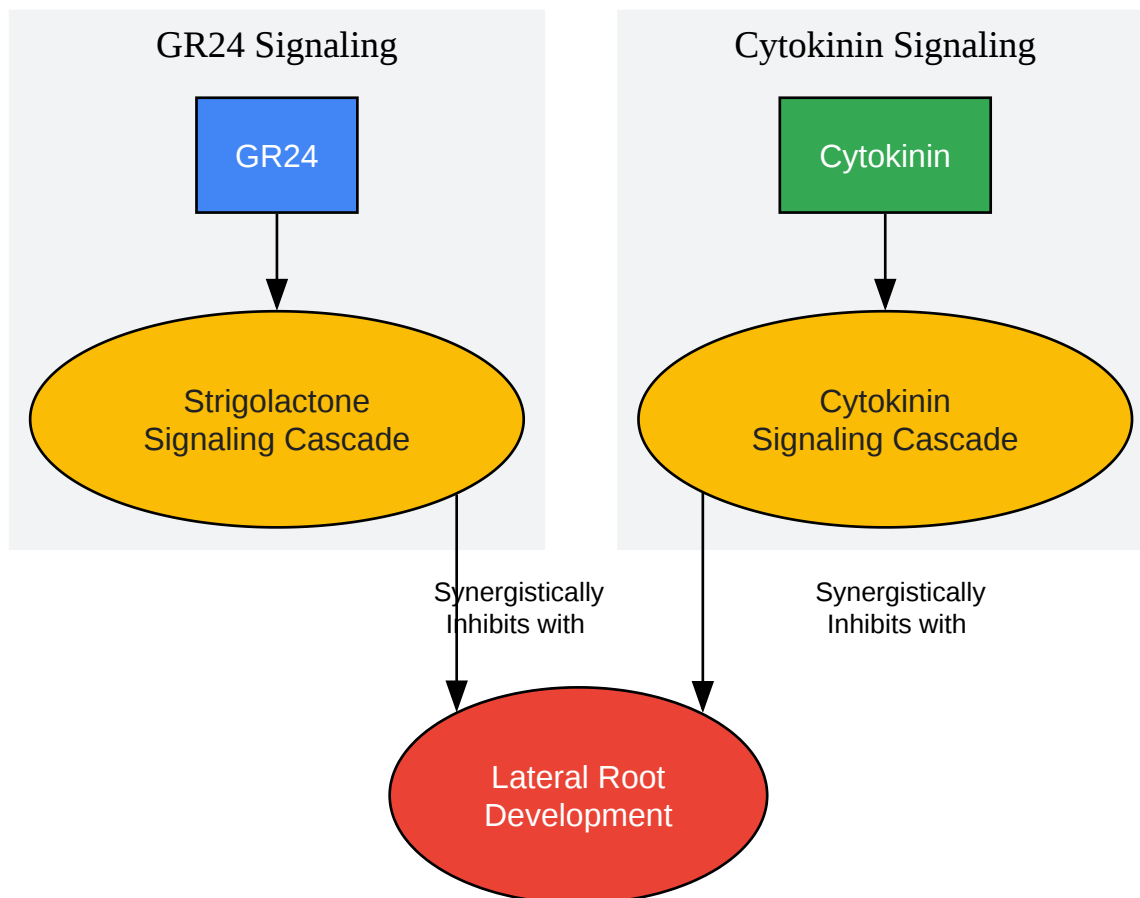 GR24 Signaling
Cytokinin Signaling
GR24
Cytokinin
Strigolactone
Signaling Cascade
Cytokinin
Signaling Cascade
Synergistically
Inhibits with
Synergistically
Inhibits with
Lateral Root
Development